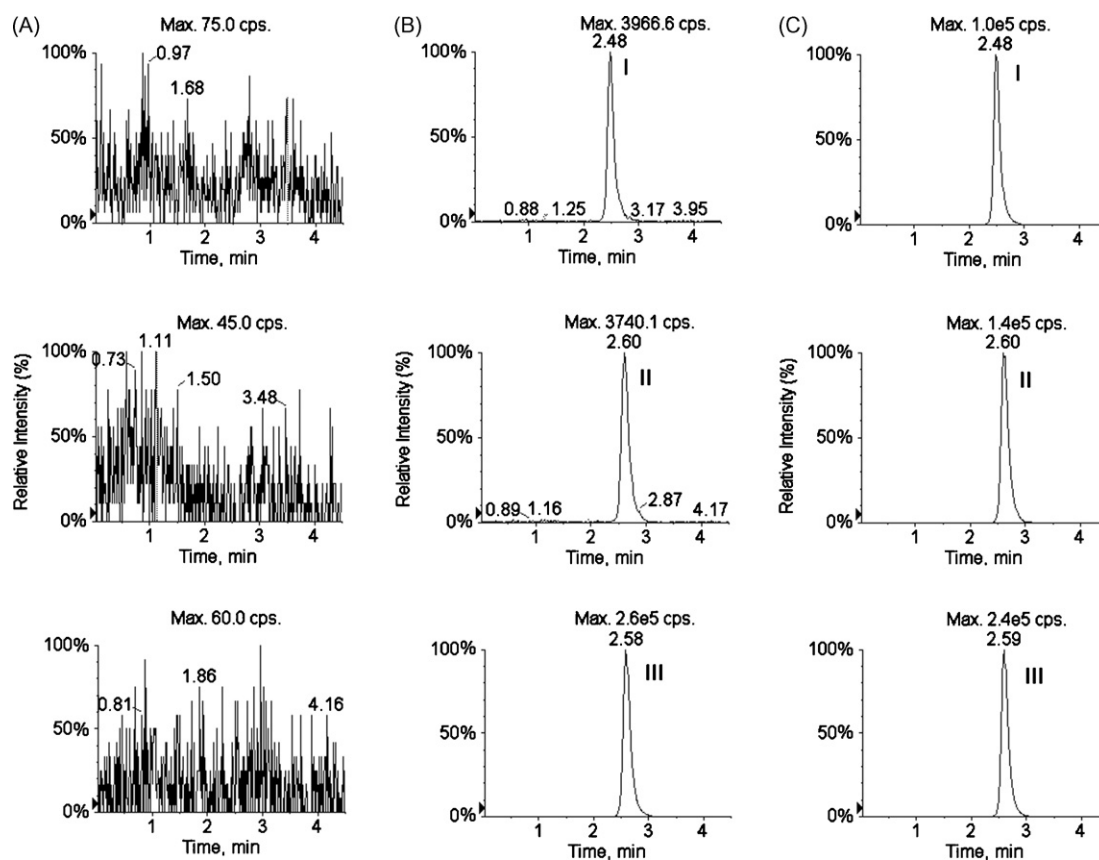 (A)
Max. 75.0 cps.
100%
0.97
1.68
50%
0%
1 2 3 4
Time, min
(B)
Max. 3966.6 cps.
2.48
100%
I
50%
0.88 1.25 3.17 3.95
0%
1 2 3 4
Time, min
(C)
Max. 1.0e5 cps.
2.48
100%
I
50%
0%
1 2 3 4
Time, min
Relative Intensity (%)
Max. 45.0 cps.
100%
1.11
0.73
1.50
3.48
50%
0%
1 2 3 4
Time, min
Relative Intensity (%)
Max. 3740.1 cps.
2.60
100%
II
50%
2.87
0.89 1.16 4.17
0%
1 2 3 4
Time, min
Relative Intensity (%)
Max. 1.4e5 cps.
2.60
100%
II
50%
0%
1 2 3 4
Time, min
Max. 60.0 cps.
100%
1.86
0.81 4.16
50%
0%
1 2 3 4
Time, min
Max. 2.6e5 cps.
2.58
100%
III
50%
0%
1 2 3 4
Time, min
Max. 2.4e5 cps.
2.59
100%
III
50%
0%
1 2 3 4
Time, min